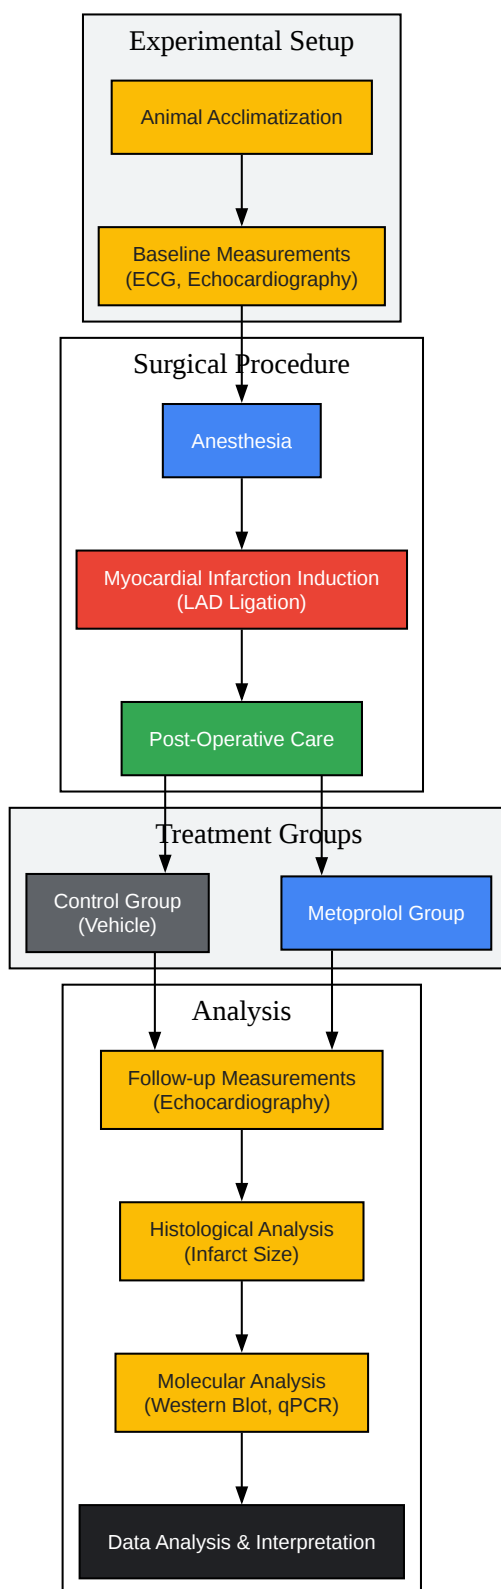 Experimental Setup
Animal Acclimatization
Baseline Measurements
(ECG, Echocardiography)
Surgical Procedure
Anesthesia
Myocardial Infarction Induction
(LAD Ligation)
Post-Operative Care
Treatment Groups
Control Group
(Vehicle)
Metoprolol Group
Analysis
Follow-up Measurements
(Echocardiography)
Histological Analysis
(Infarct Size)
Molecular Analysis
(Western Blot, qPCR)
Data Analysis & Interpretation